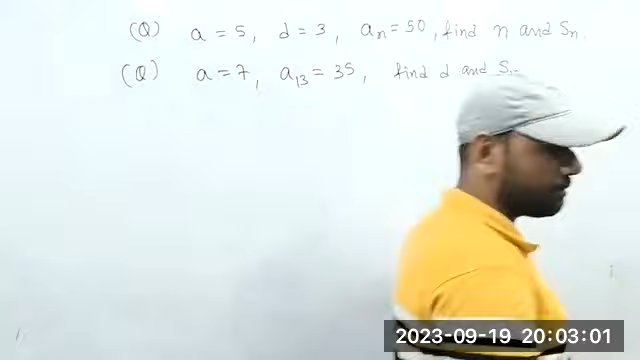 (Q) a = 5, d = 3, aₙ = 50, find n and Sₙ.
(Q) a = 7, a₁₃ = 35, find d and
2023-09-19 20:03:01